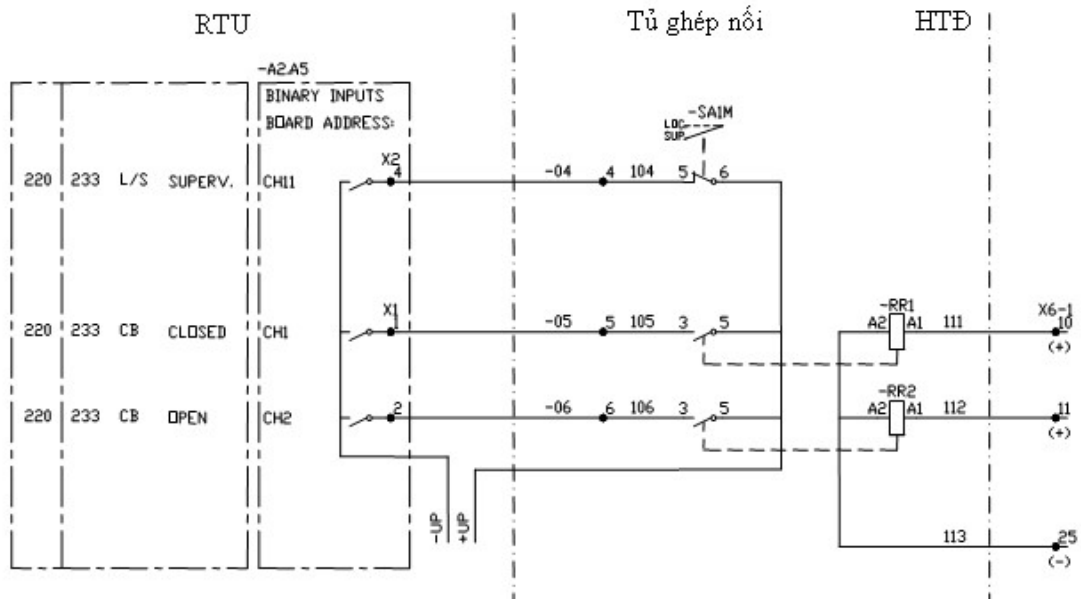 RTU
Tủ ghép nối
HTĐ
-A2.A5
BINARY INPUTS
BOARD ADDRESS:
-SA1M
LOC
SUP
220 233 L/S SUPERV. CH11 X2 4 -04 4 104 5 6
220 233 CB CLOSED CH1 X1 1 -05 5 105 3 5 -RR1 A2 A1 111 X6-1 10 (+)
220 233 CB OPEN CH2 2 -06 6 106 3 5 -RR2 A2 A1 112 11 (+)
-UP
+UP
113 25
(-)